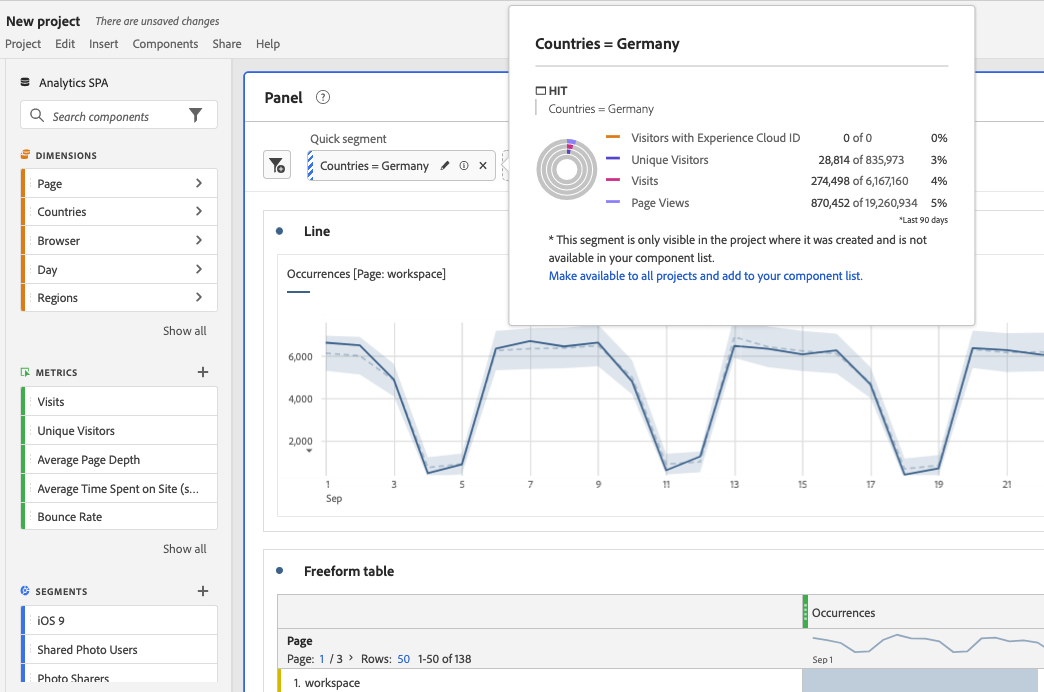 New project There are unsaved changes
Project Edit Insert Components Share Help
Analytics SPA
Search components
DIMENSIONS
Page
Countries
Browser
Day
Regions
Show all
METRICS
Visits
Unique Visitors
Average Page Depth
Average Time Spent on Site (s...
Bounce Rate
Show all
SEGMENTS
iOS 9
Shared Photo Users
Photo Sharers
Panel ?
Quick segment
Countries = Germany
Countries = Germany
HIT
Countries = Germany
Visitors with Experience Cloud ID 0 of 0 0%
Unique Visitors 28,814 of 835,973 3%
Visits 274,498 of 6,167,160 4%
Page Views 870,452 of 19,260,934 5%
*Last 90 days
* This segment is only visible in the project where it was created and is not
available in your component list.
Make available to all projects and add to your component list.
Line
Occurrences [Page: workspace]
6,000
4,000
2,000
1 3 5 7 9 11 13 15 17 19 21
Sep
Freeform table
Occurrences
Page
Page: 1 / 3 > Rows: 50 1-50 of 138
Sep 1
1. workspace